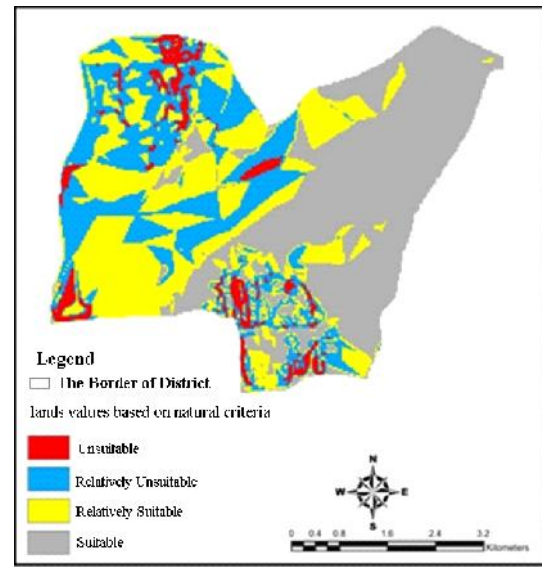 Legend
The Border of District
lands values based on natural criteria
Unsuitable
Relatively Unsuitable
Relatively Suitable
Suitable
N
W E
S
0 0.4 0.8 1.6 2.4 3.2
Kilometers